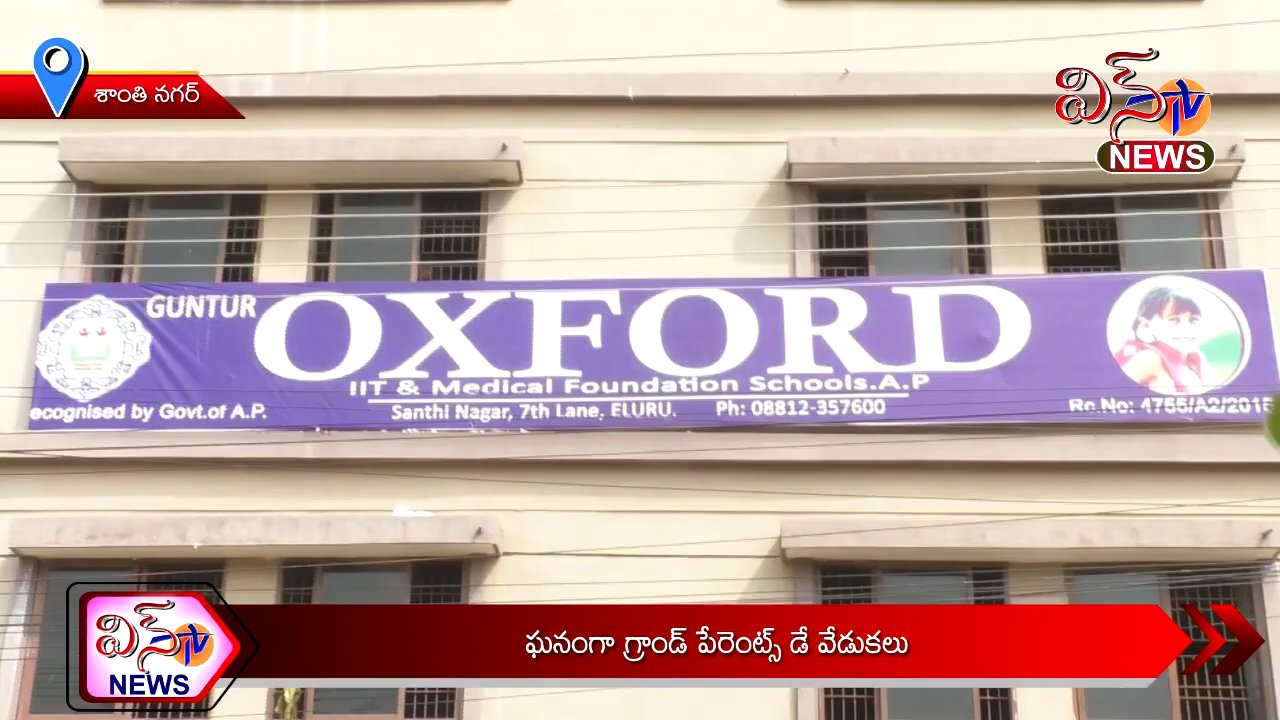 శాంతి నగర్
విన్ TV
NEWS
GUNTUR OXFORD
IIT & Medical Foundation Schools.A.P
ecognised by Govt.of A.P.
Santhi Nagar, 7th Lane, ELURU. Ph: 08812-357600
Rc.No: 4755/A2/2015
విన్ TV
NEWS
ఘనంగా గ్రాండ్ పేరెంట్స్ డే వేడుకలు